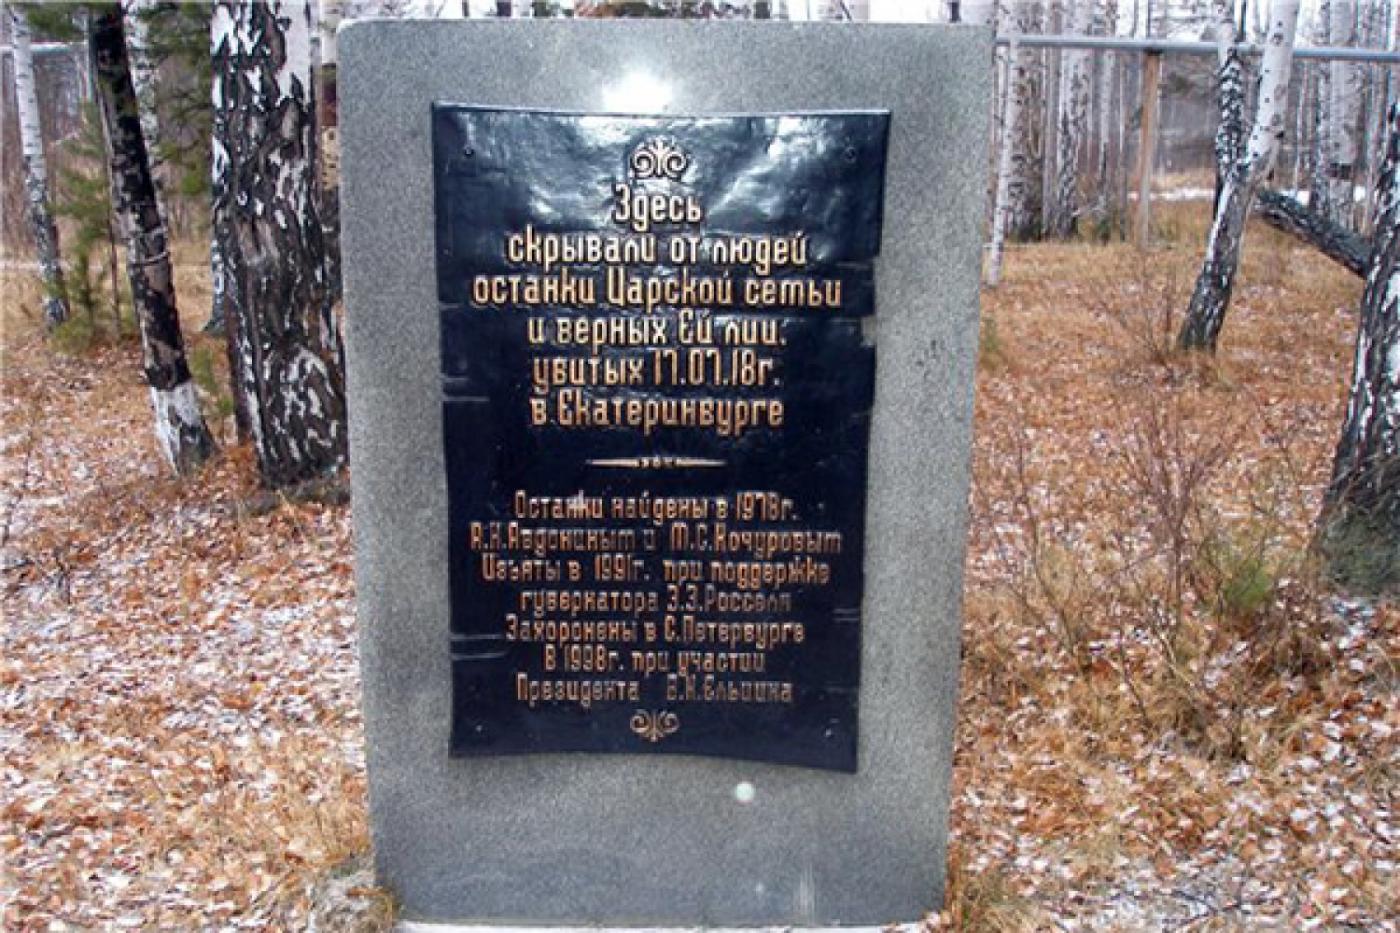 Здесь
скрывали от людей
останки Царской семьи
и верных Ей лиц,
убитых 17.07.18г.
в Екатеринбурге
Останки найдены в 1978г.
А.Н.Авдониным и М.С.Кочуровым
Изъяты в 1991г. при поддержке
губернатора Э.Э.Росселя
Захоронены в С.Петербурге
В 1998г. при участии
Президента Б.Н.Ельцина